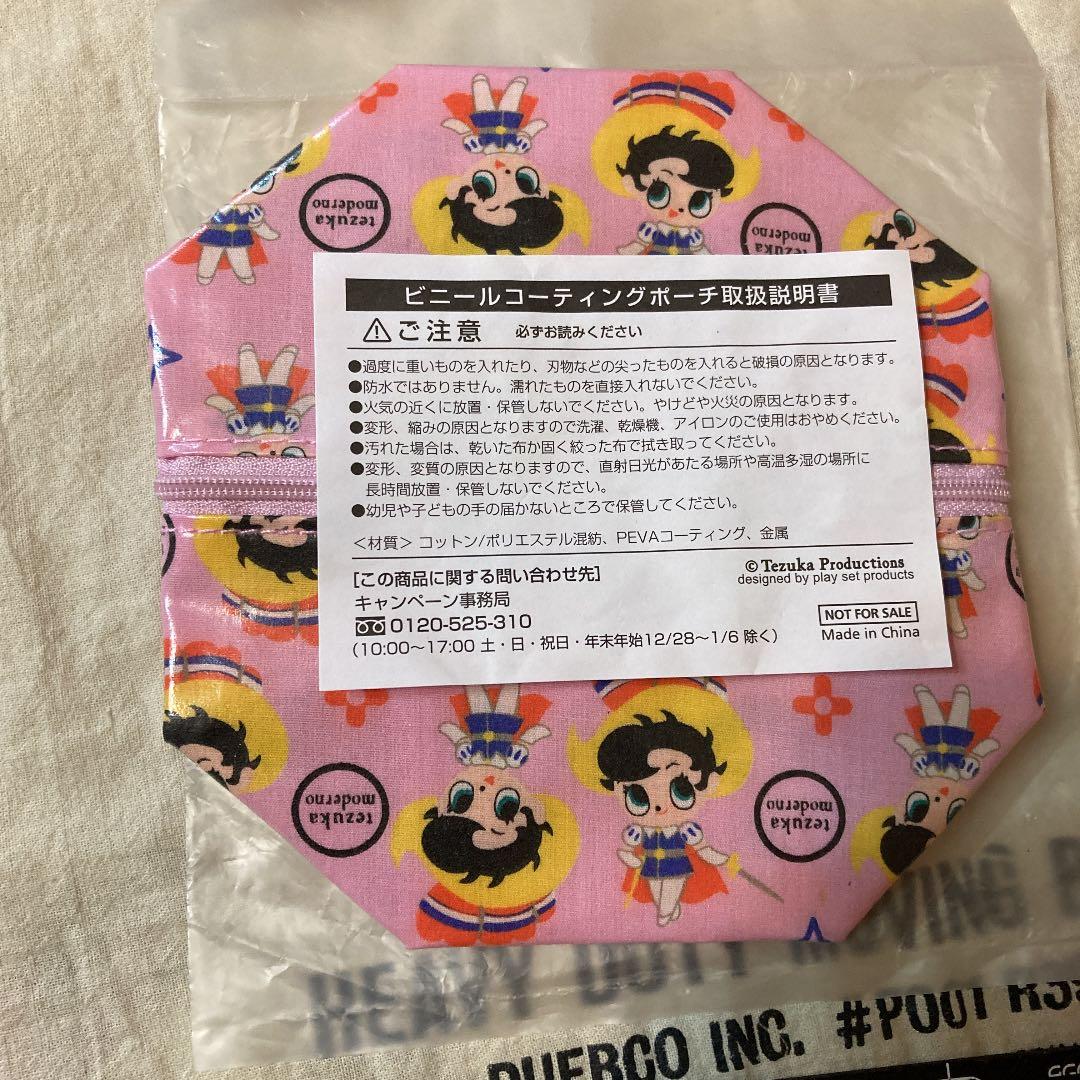 tezuka
moderno
tezuka
moderno
ビニールコーティングポーチ取扱説明書
⚠ご注意 必ずお読みください
●過度に重いものを入れたり、刃物などの尖ったものを入れると破損の原因となります。
●防水ではありません。濡れたものを直接入れないでください。
●火気の近くに放置・保管しないでください。やけどや火災の原因となります。
●変形、縮みの原因となりますので洗濯、乾燥機、アイロンのご使用はおやめください。
●汚れた場合は、乾いた布か固く絞った布で拭き取ってください。
●変形、変質の原因となりますので、直射日光があたる場所や高温多湿の場所に
長時間放置・保管しないでください。
●幼児や子どもの手の届かないところで保管してください。
＜材質＞ コットン/ポリエステル混紡、PEVAコーティング、金属
© Tezuka Productions
designed by play set products
[この商品に関する問い合わせ先]
キャンペーン事務局
0120-525-310
(10:00〜17:00 土・日・祝日・年末年始12/28〜1/6 除く)
NOT FOR SALE
Made in China
tezuka
moderno
tezuka
moderno
HEAVY DUTY MOVING
PUEBCO INC. #POUT